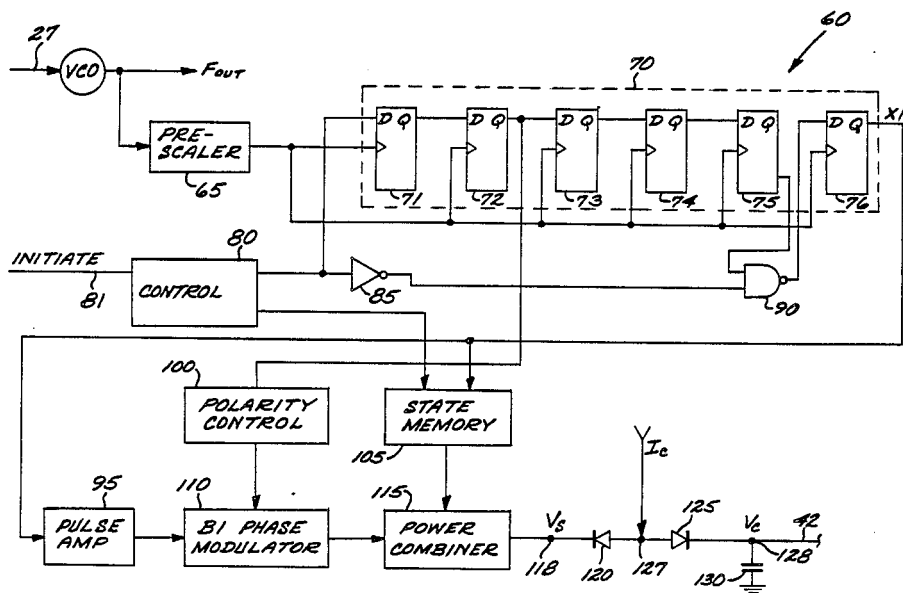 27
VCO
FOUT
60
70
PRE-
SCALER
65
D Q
71
D Q
72
D Q
73
D Q
74
D Q
75
D Q
76
INITIATE
81
80
CONTROL
85
90
100
POLARITY
CONTROL
STATE
MEMORY
105
95
PULSE
AMP
110
BI PHASE
MODULATOR
115
POWER
COMBINER
VS
118
120
IC
127
125
VC
42
128
130